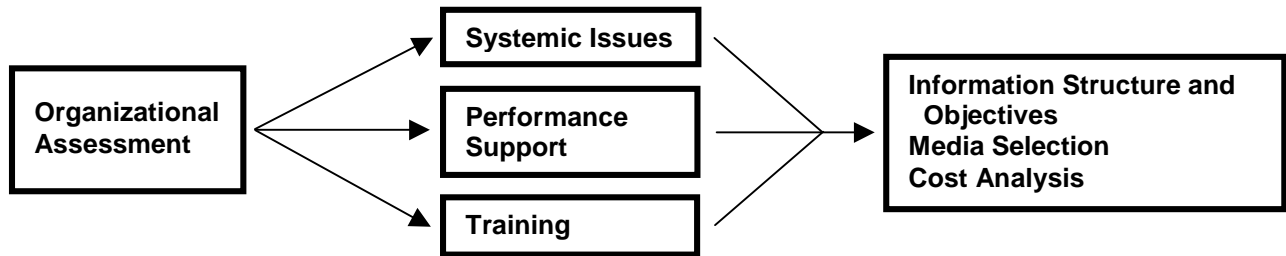 Organizational
Assessment
Systemic Issues
Performance
Support
Training
Information Structure and
Objectives
Media Selection
Cost Analysis